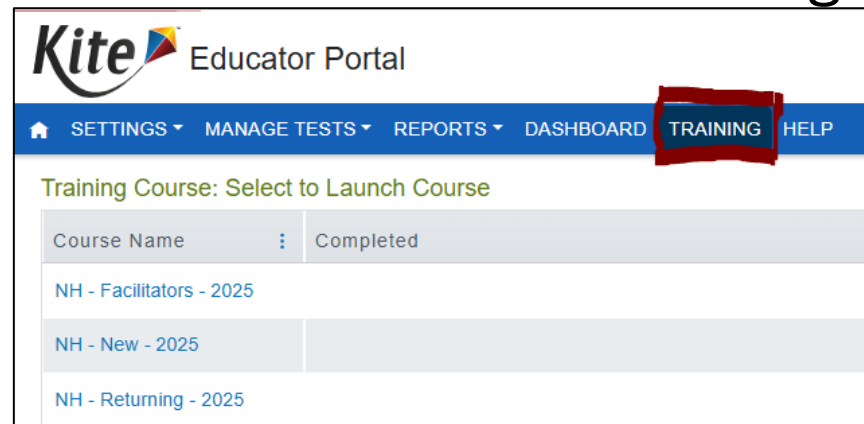 Kite Educator Portal
SETTINGS MANAGE TESTS REPORTS DASHBOARD TRAINING HELP
Training Course: Select to Launch Course
Course Name Completed
NH - Facilitators - 2025
NH - New - 2025
NH - Returning - 2025